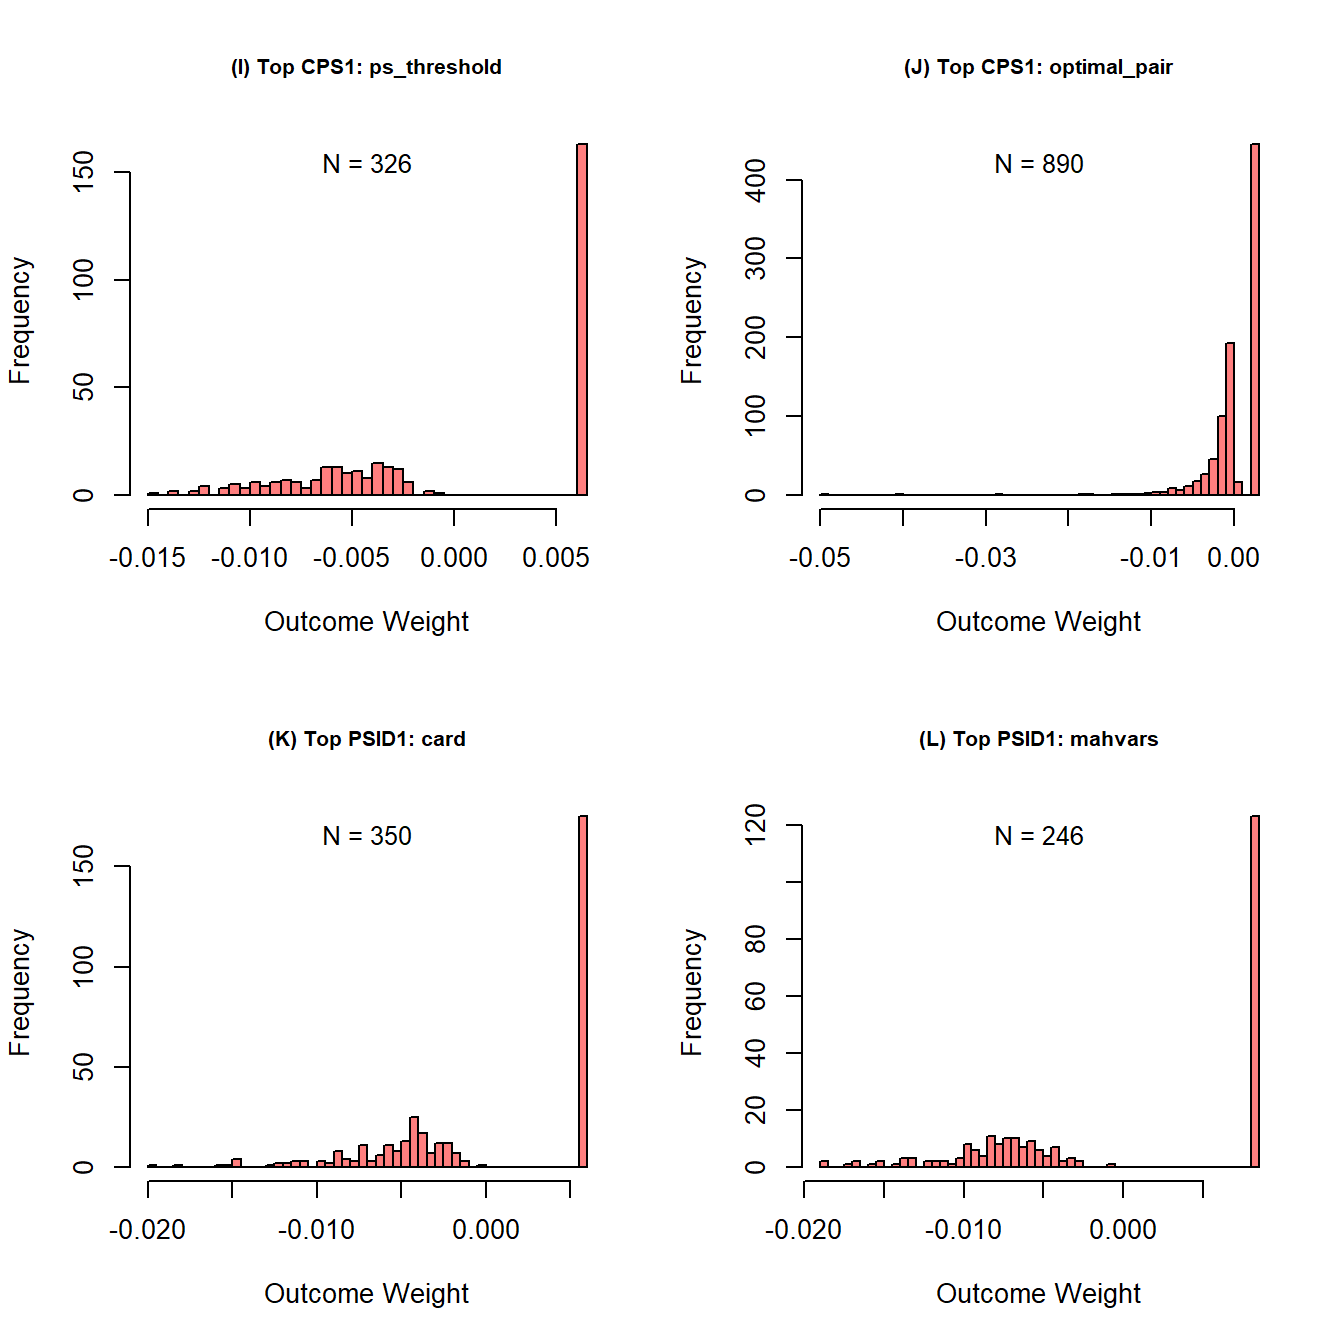 (I) Top CPS1: ps_threshold
N = 326
Frequency
0
50
100
150
-0.015 -0.010 -0.005 0.000 0.005
Outcome Weight
(J) Top CPS1: optimal_pair
N = 890
Frequency
0
100
200
300
400
-0.05 -0.03 -0.01 0.00
Outcome Weight
(K) Top PSID1: card
N = 350
Frequency
0
50
100
150
-0.020 -0.010 0.000
Outcome Weight
(L) Top PSID1: mahvars
N = 246
Frequency
0
20
40
60
80
120
-0.020 -0.010 0.000
Outcome Weight